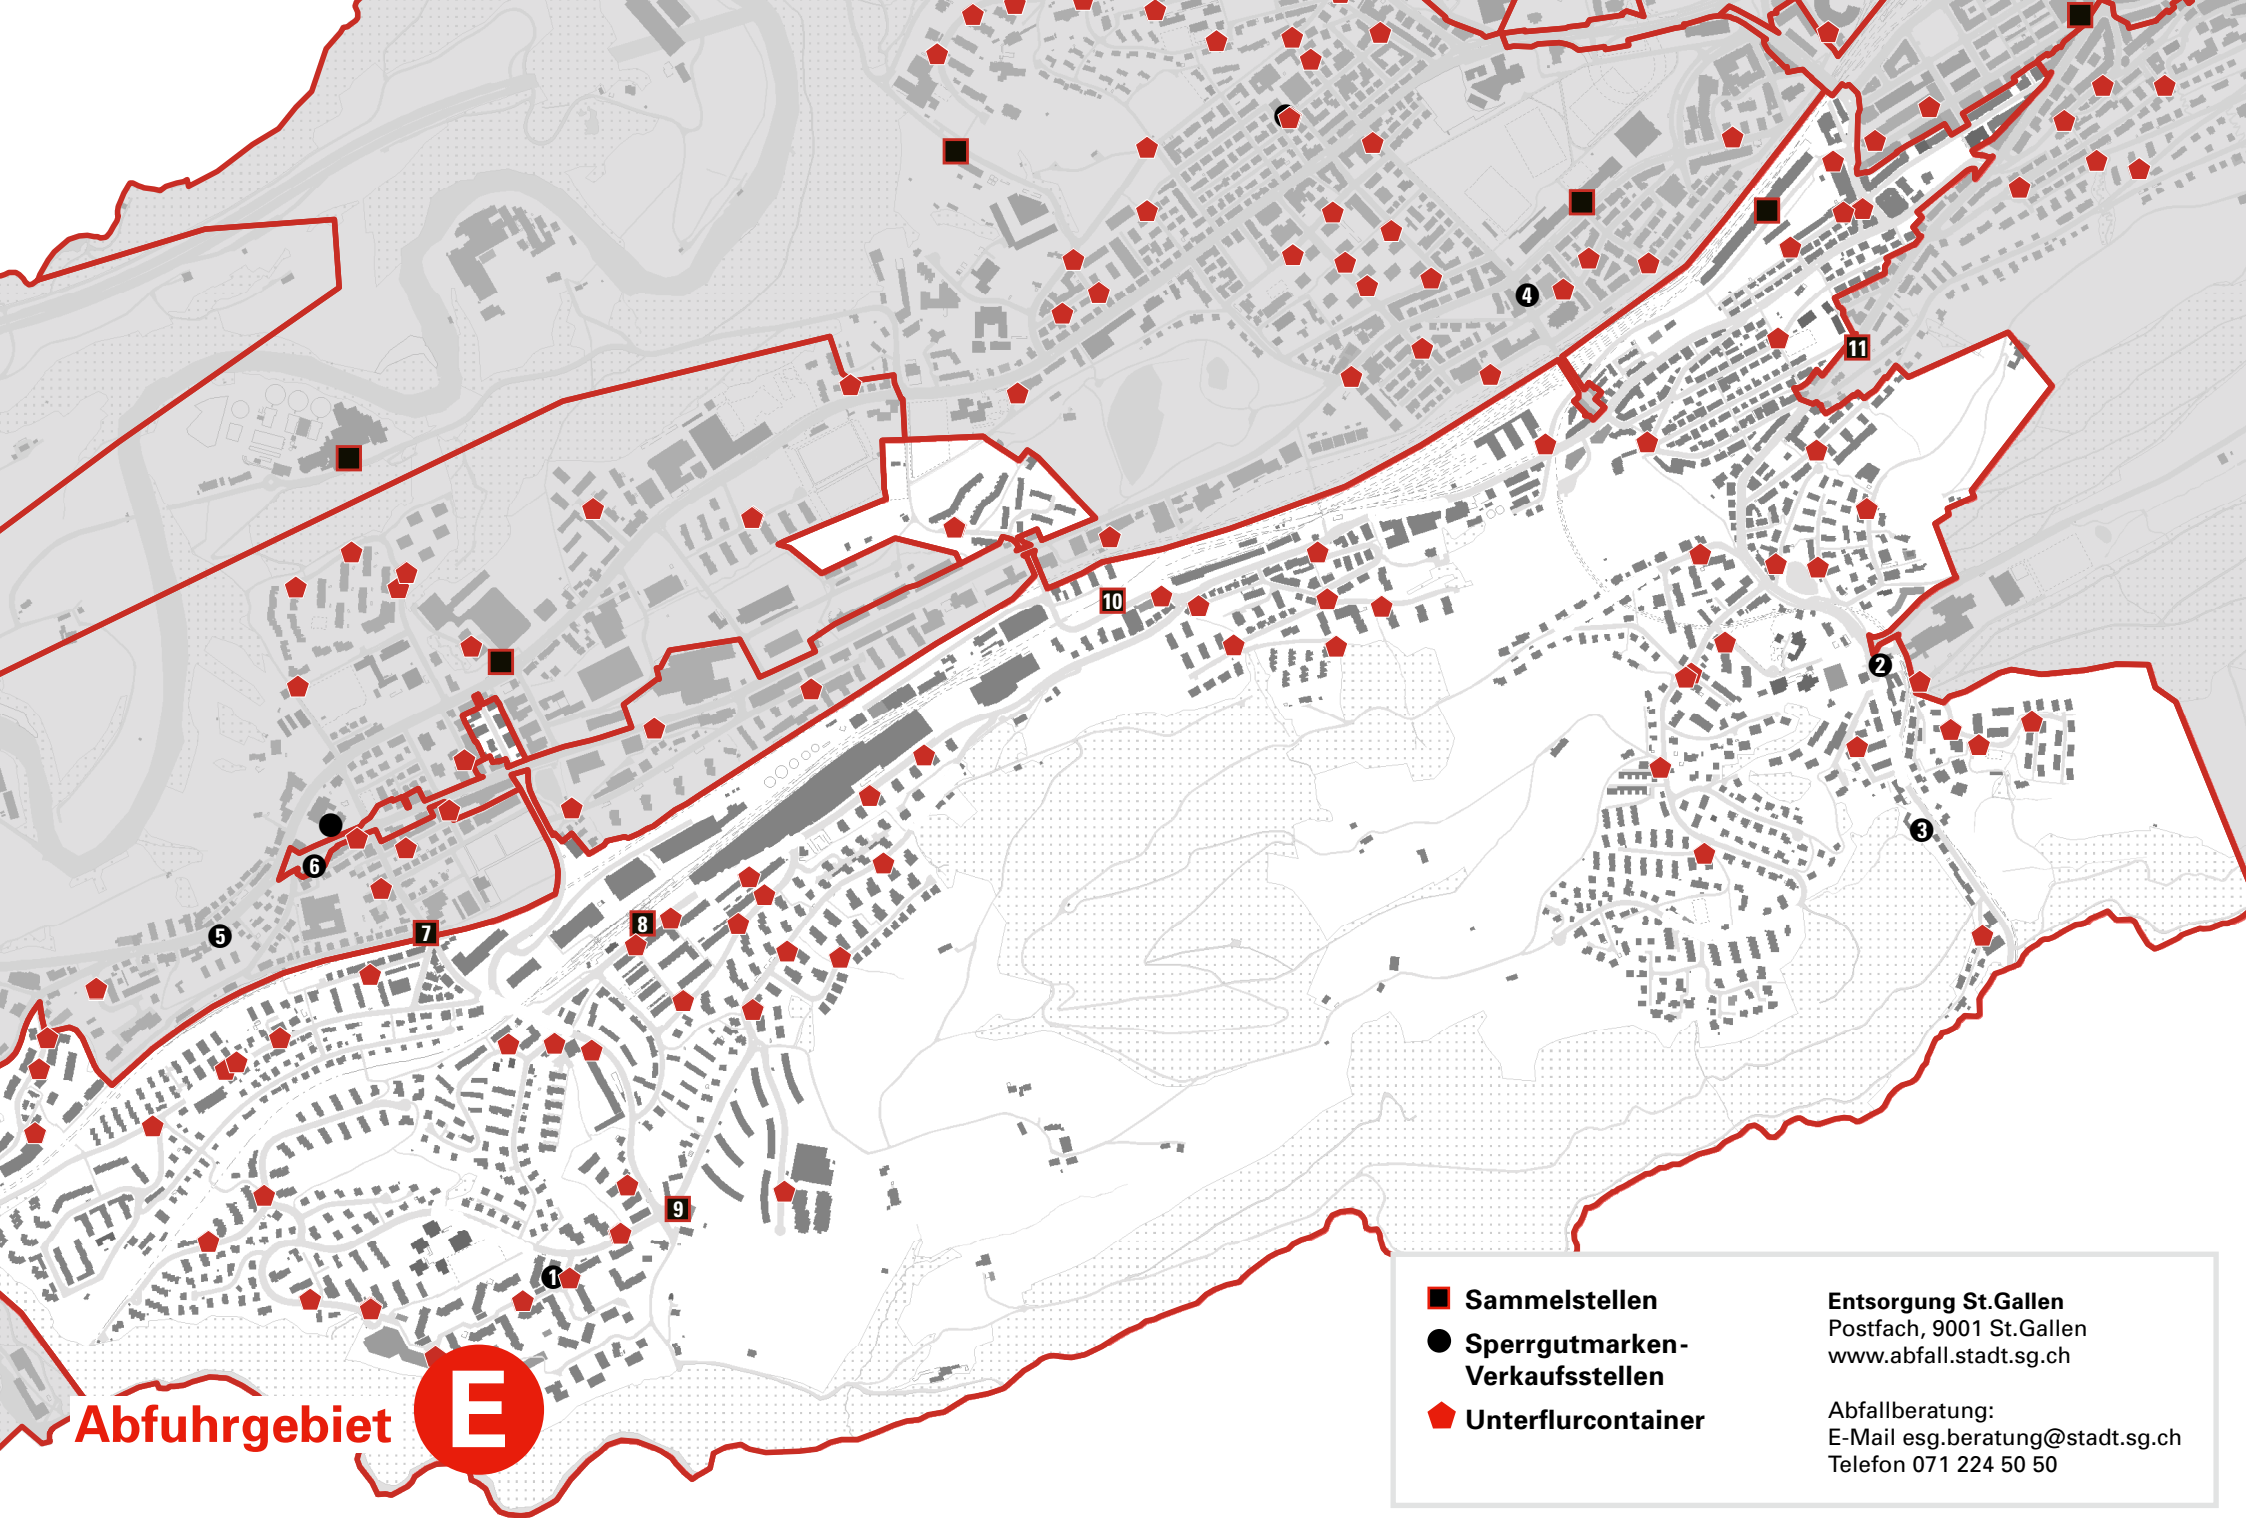 4
11
10
2
3
6
5
7
8
9
1
Abfuhrgebiet E
Sammelstellen
Sperrgutmarken-
Verkaufsstellen
Unterflurcontainer
Entsorgung St.Gallen
Postfach, 9001 St.Gallen
www.abfall.stadt.sg.ch
Abfallberatung:
E-Mail esg.beratung@stadt.sg.ch
Telefon 071 224 50 50